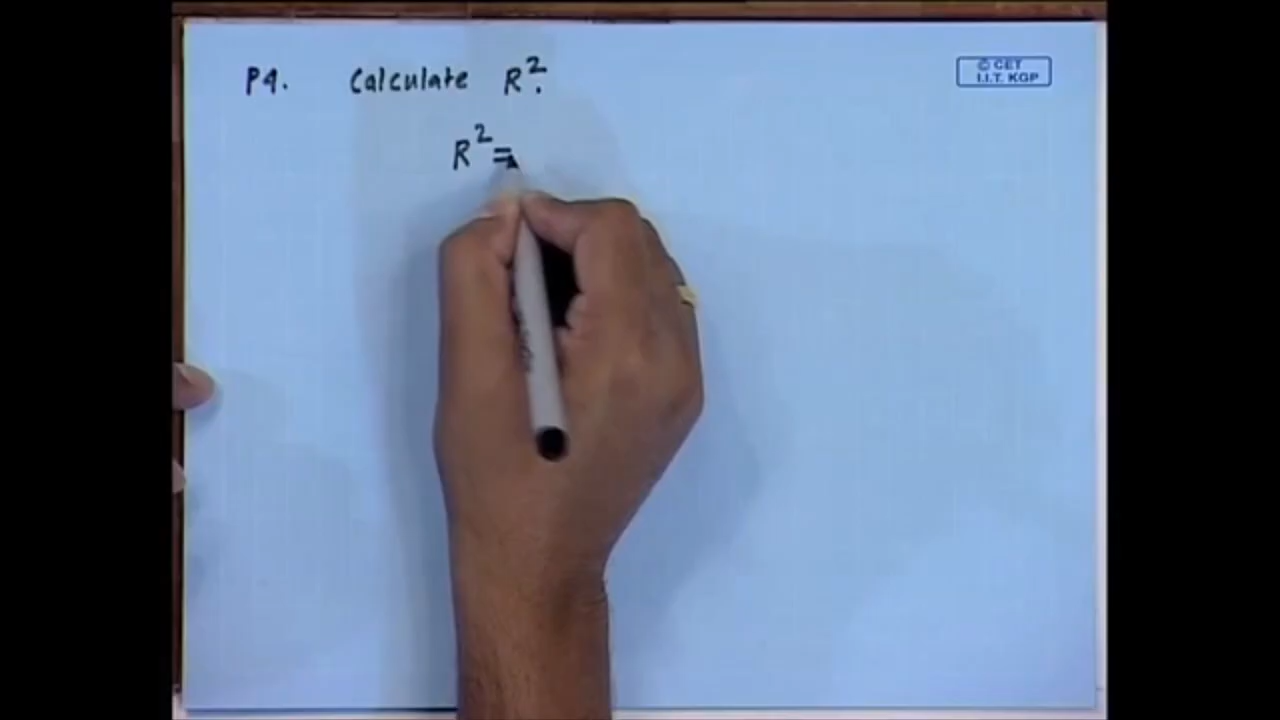 P4. Calculate R².
© CET
I.I.T. KGP
R² =